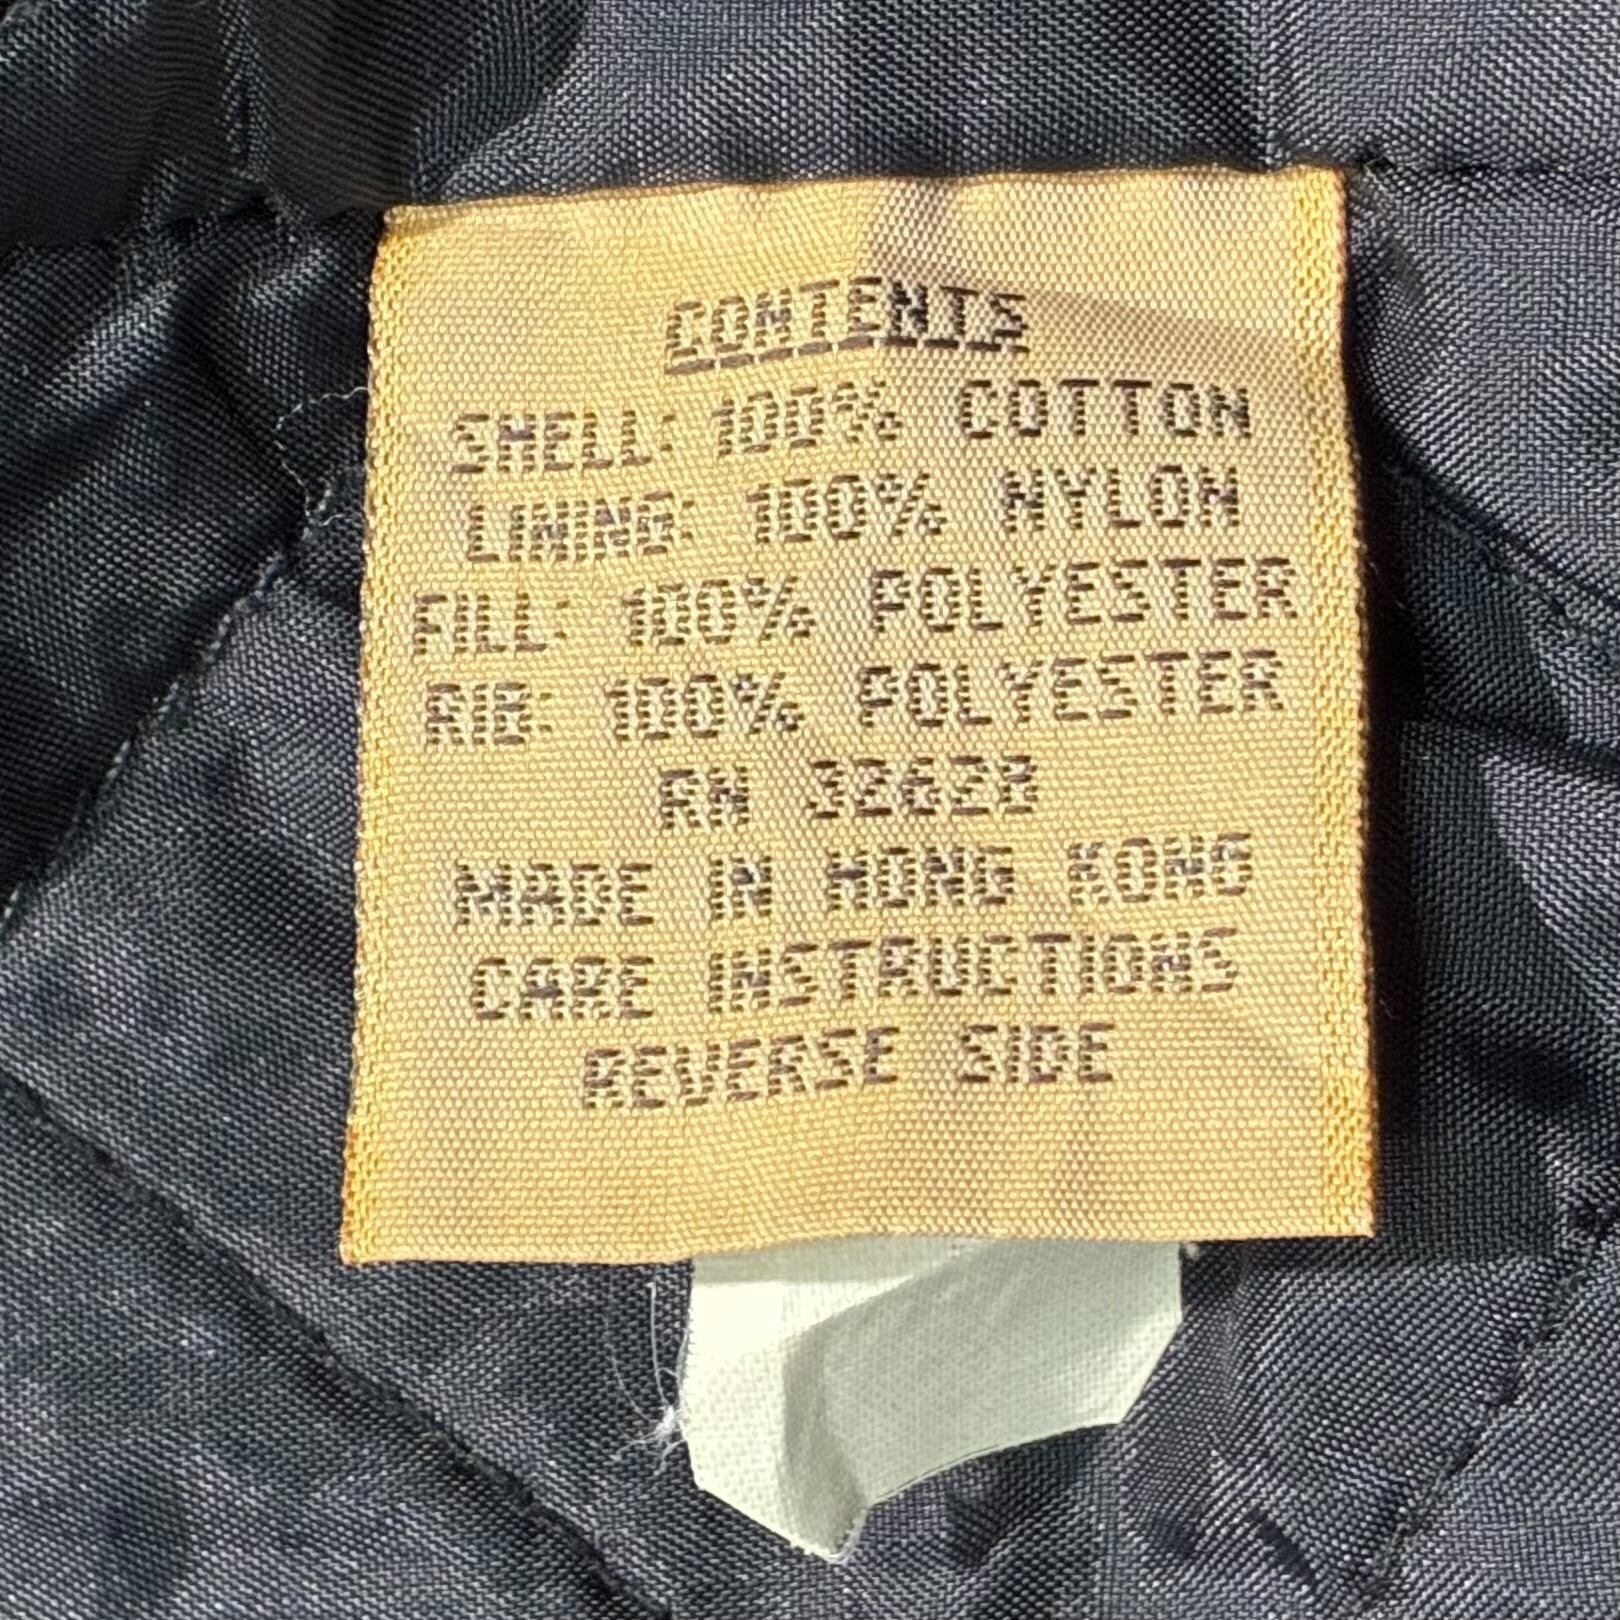 CONTENTS
SHELL: 100% COTTON
LINING: 100% NYLON
FILL: 100% POLYESTER
RIB: 100% POLYESTER
RN 32628
MADE IN HONG KONG
CARE INSTRUCTIONS
REVERSE SIDE